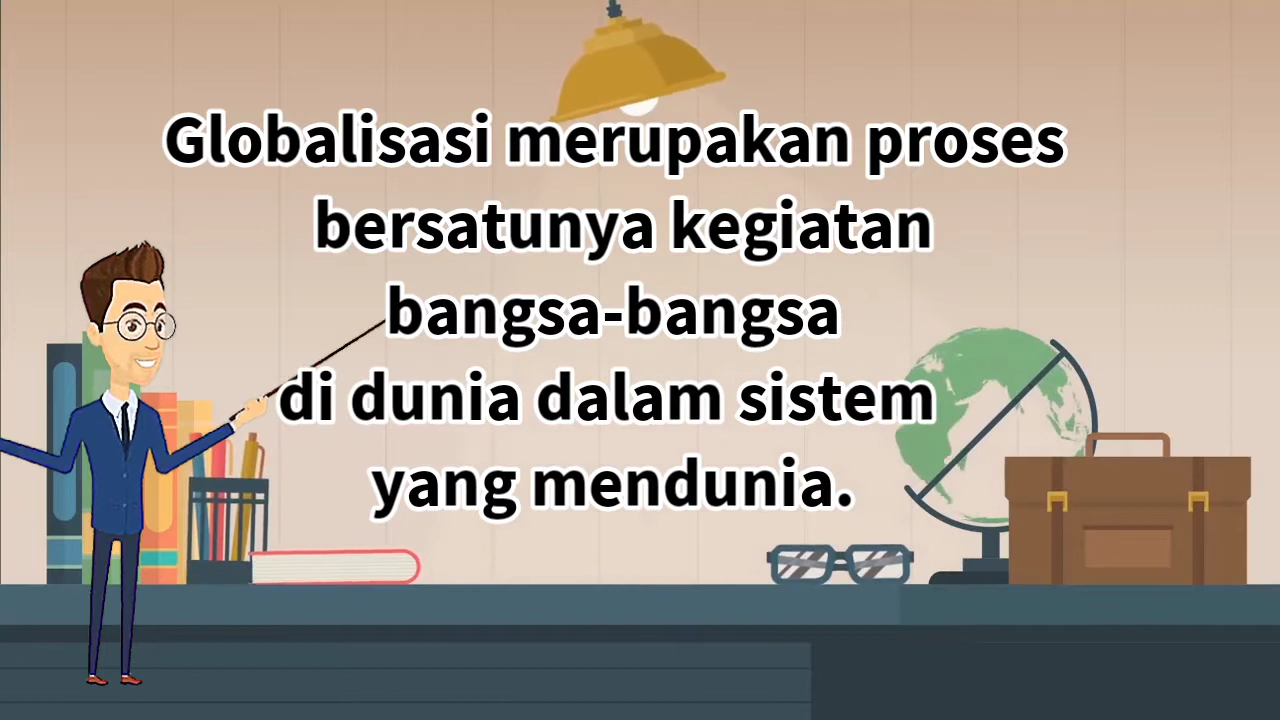 Globalisasi merupakan proses
bersatunya kegiatan
bangsa-bangsa
di dunia dalam sistem
yang mendunia.